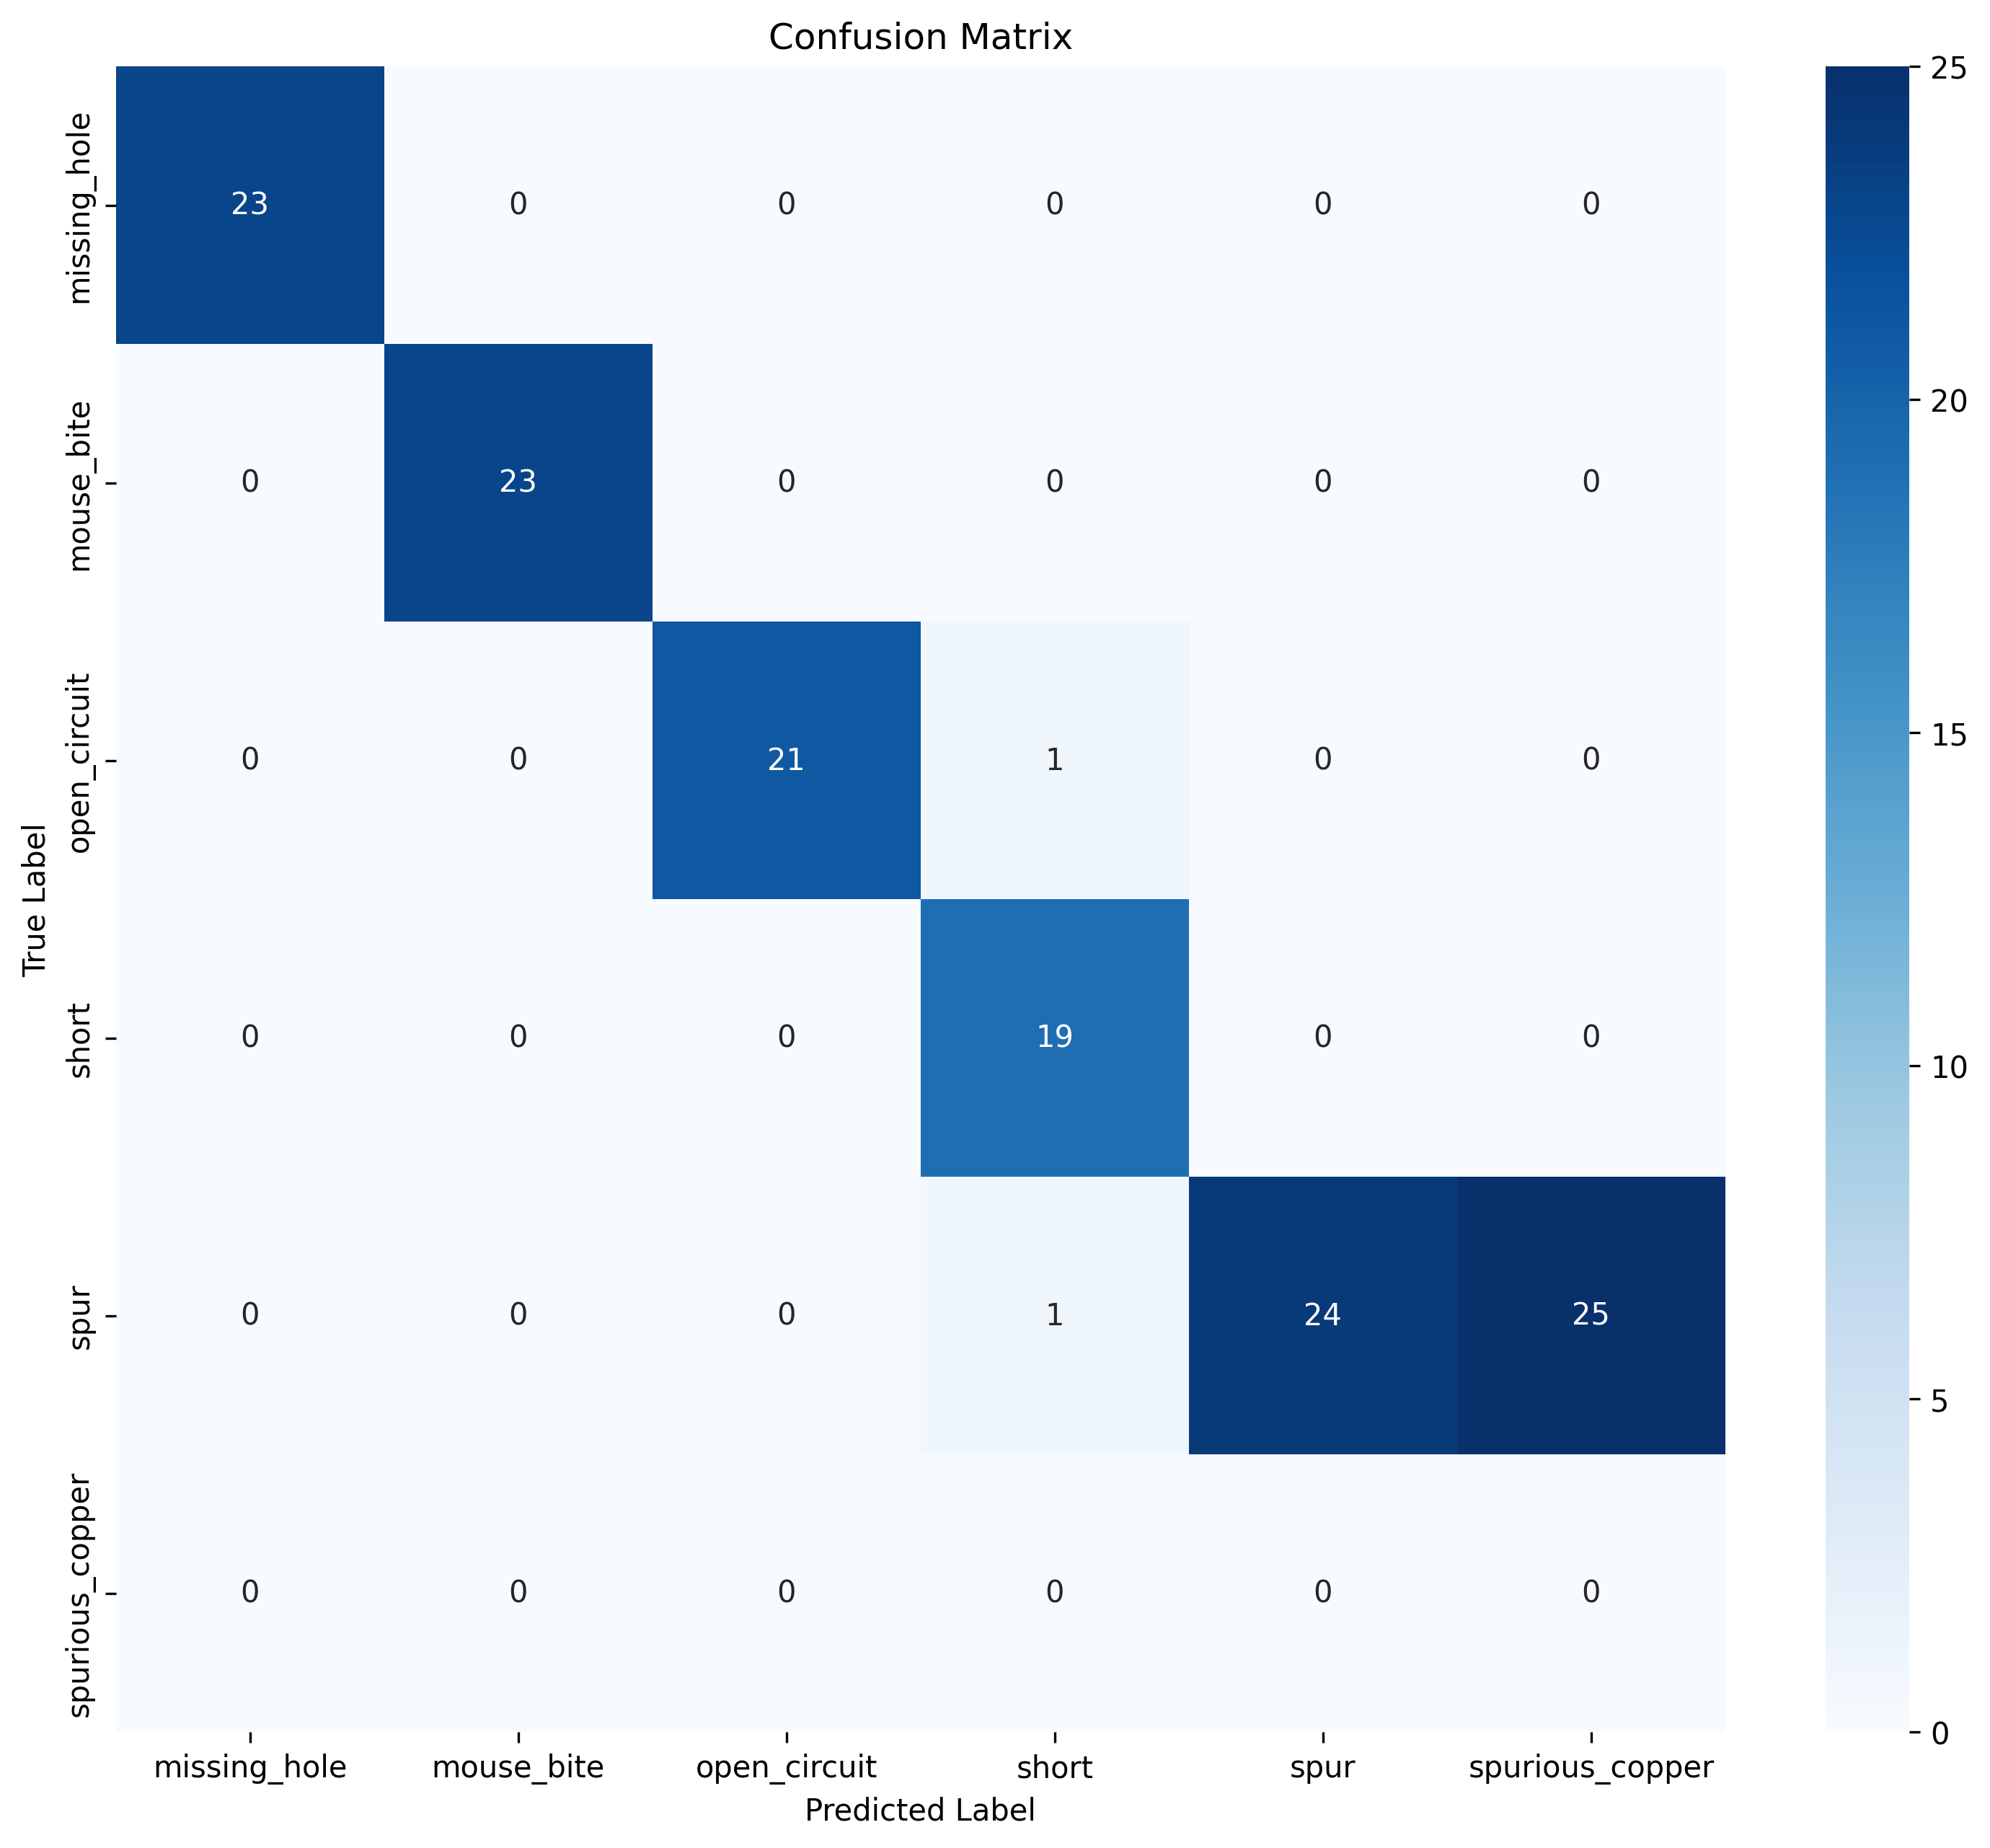 Confusion Matrix
True Label
missing_hole 23 0 0 0 0 0
mouse_bite 0 23 0 0 0 0
open_circuit 0 0 21 1 0 0
short 0 0 0 19 0 0
spur 0 0 0 1 24 25
spurious_copper 0 0 0 0 0 0
missing_hole mouse_bite open_circuit short spur spurious_copper
Predicted Label
25
20
15
10
5
0